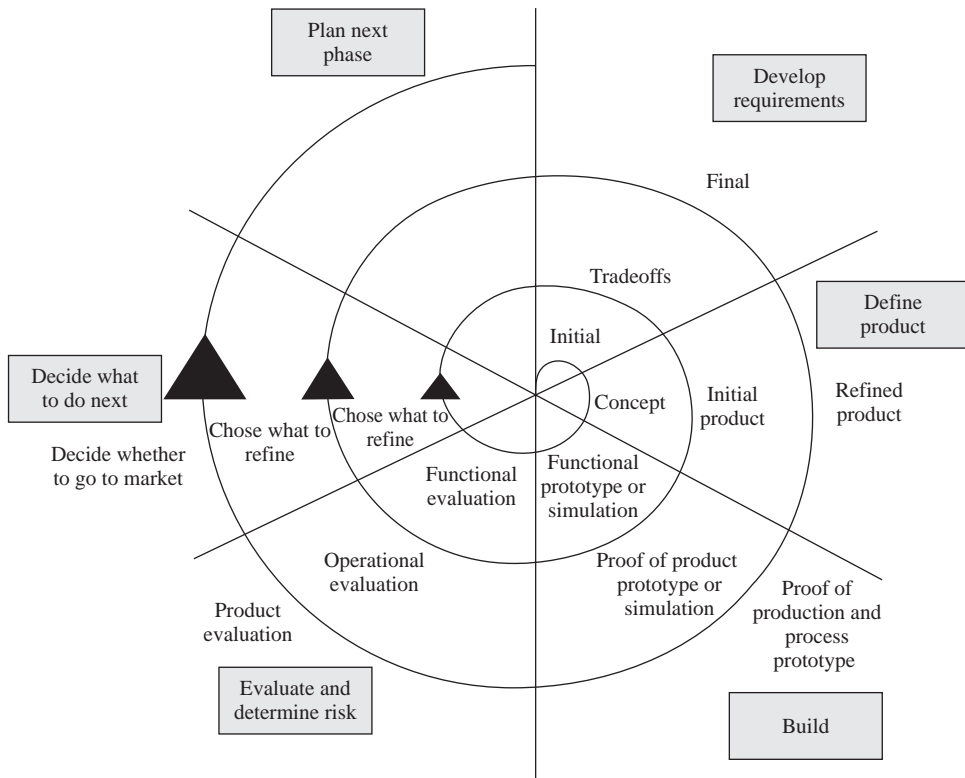 Plan next
phase
Develop
requirements
Final
Tradeoffs
Define
product
Initial
Decide what
to do next
Concept
Initial
product
Refined
product
Chose what to
refine
Chose what to
refine
Decide whether
to go to market
Functional
evaluation
Functional
prototype or
simulation
Operational
evaluation
Proof of product
prototype or
simulation
Proof of
production and
process
prototype
Product
evaluation
Evaluate and
determine risk
Build